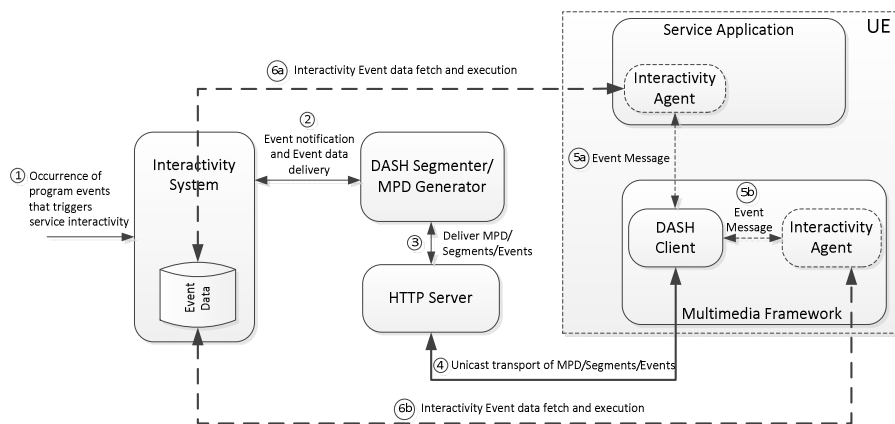 UE
Service Application
6a Interactivity Event data fetch and execution
Interactivity
Agent
2
Event notification
and Event data
delivery
1 Occurrence of
program events
that triggers
service interactivity
Interactivity
System
DASH Segmenter/
MPD Generator
5a Event Message
5b
Event
Message
DASH
Client
Interactivity
Agent
3 Deliver MPD/
Segments/Events
Event
Data
HTTP Server
Multimedia Framework
4 Unicast transport of MPD/Segments/Events
6b Interactivity Event data fetch and execution